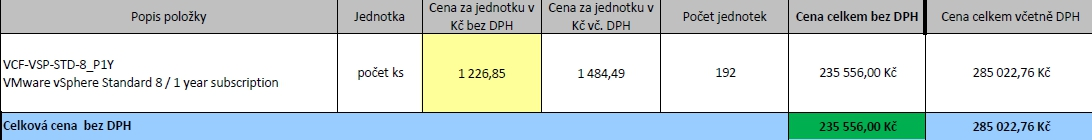 Popis položky Jednotka Cena za jednotku v Kč bez DPH Cena za jednotku v Kč vč. DPH Počet jednotek Cena celkem bez DPH Cena celkem včetně DPH
VCF-VSP-STD-8_P1Y
VMware vSphere Standard 8 / 1 year subscription
počet ks 1 226,85 1 484,49 192 235 556,00 Kč 285 022,76 Kč
Celková cena bez DPH 235 556,00 Kč 285 022,76 Kč